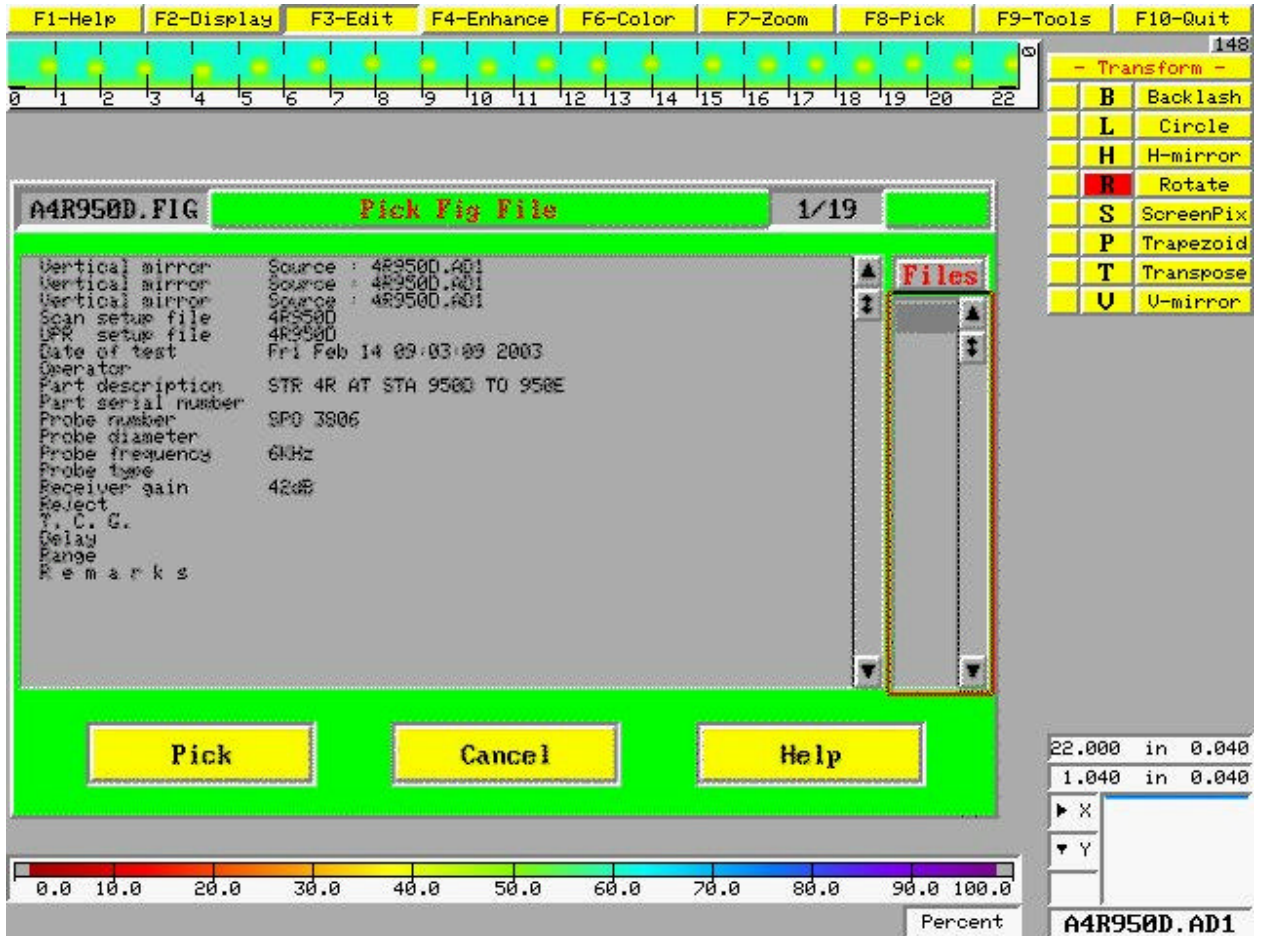 F1-Help F2-Display F3-Edit F4-Enhance F6-Color F7-Zoom F8-Pick F9-Tools F10-Quit
148
0 1 2 3 4 5 6 7 8 9 10 11 12 13 14 15 16 17 18 19 20 22
- Transform -
B Backlash
L Circle
H H-mirror
R Rotate
S ScreenPix
P Trapezoid
T Transpose
V V-mirror
A4R950D.FIG Pick Fig File 1/19
Files
Vertical mirror Source : 4R950D.AD1
Vertical mirror Source : 4R950D.AD1
Vertical mirror Source : 4R950D.AD1
Scan setup file 4R950D
UPR setup file 4R950D
Date of test Fri Feb 14 09:03:09 2003
Operator
Part description STR 4R AT STA 950D TO 950E
Part serial number
Probe number SPO 3806
Probe diameter
Probe frequency 6KHz
Probe type
Receiver gain 42dB
Reject
T. C. G.
Delay
Range
R e m a r k s
Pick Cancel Help
22.000 in 0.040
1.040 in 0.040
X
Y
0.0 10.0 20.0 30.0 40.0 50.0 60.0 70.0 80.0 90.0 100.0
Percent
A4R950D.AD1